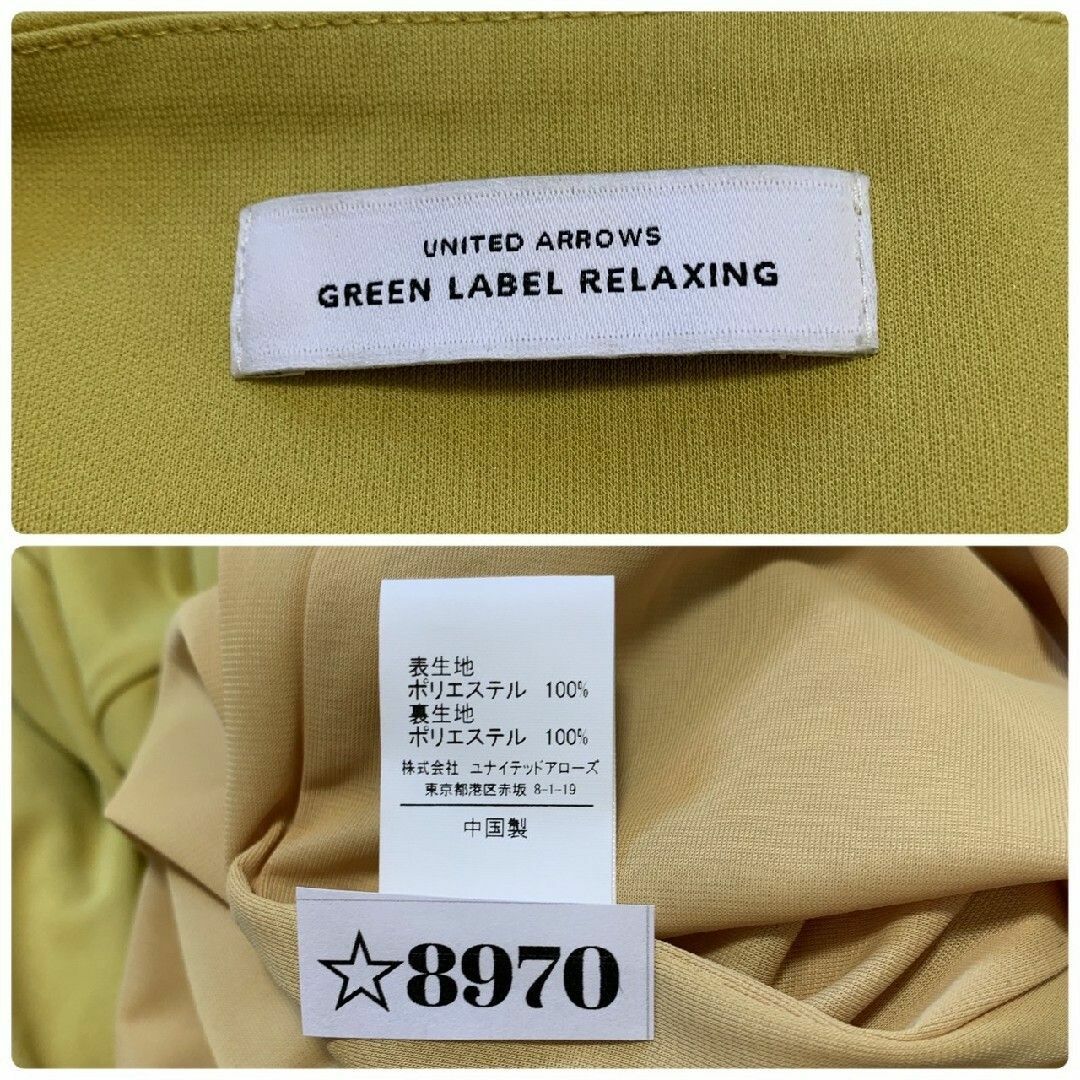 UNITED ARROWS
GREEN LABEL RELAXING
表生地
ポリエステル 100%
裏生地
ポリエステル 100%
株式会社 ユナイテッドアローズ
東京都港区赤坂 8-1-19
中国製
☆8970